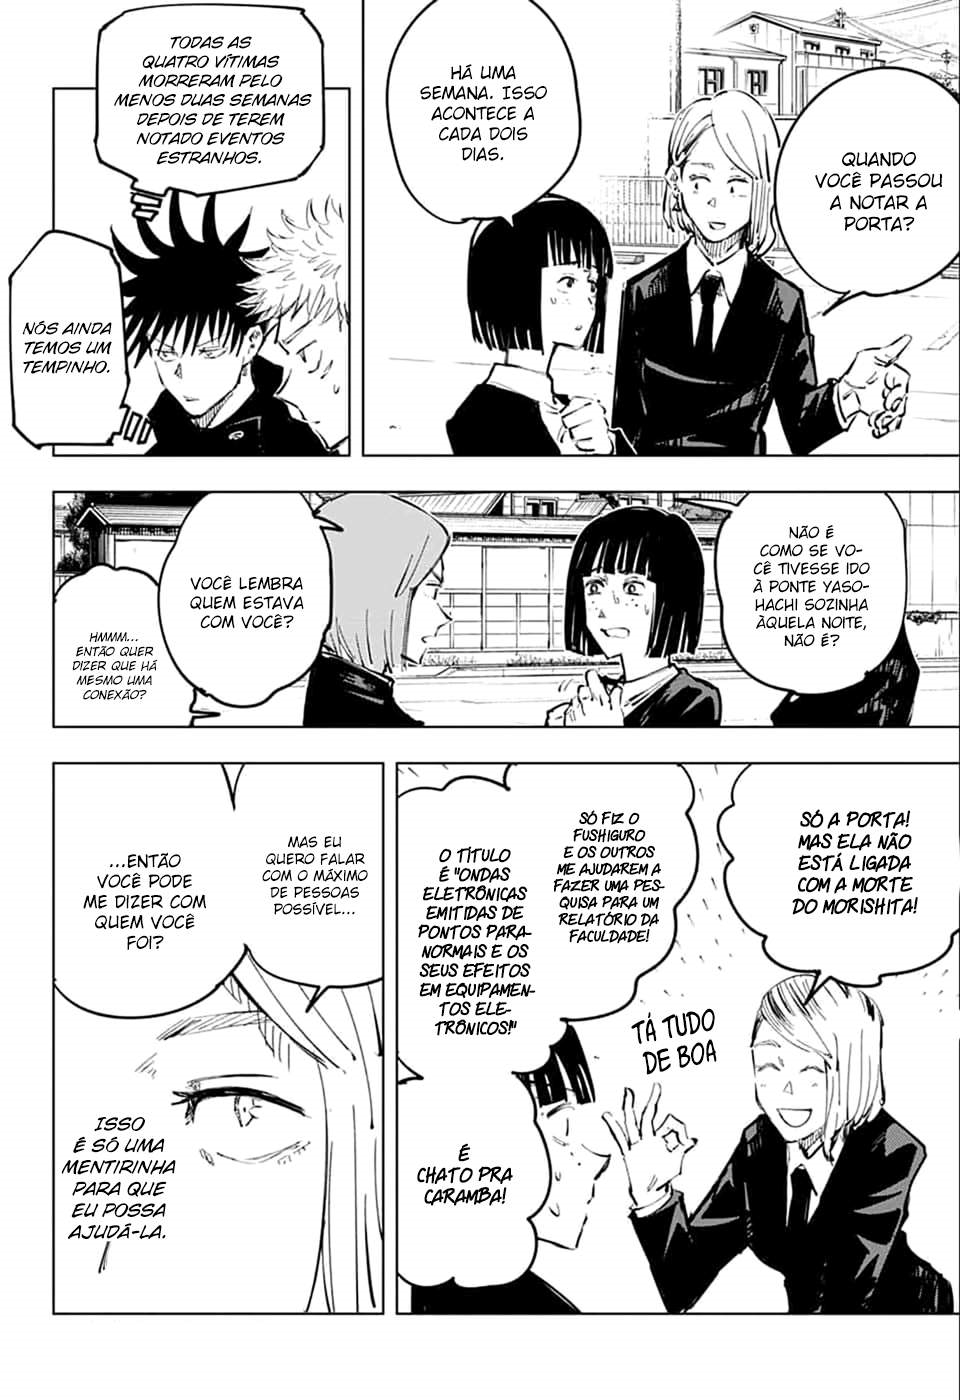 QUANDO
VOCÊ PASSOU
A NOTAR A
PORTA?
HÁ UMA
SEMANA. ISSO
ACONTECE A
CADA DOIS
DIAS.
TODAS AS
QUATRO VÍTIMAS
MORRERAM PELO
MENOS DUAS SEMANAS
DEPOIS DE TEREM
NOTADO EVENTOS
ESTRANHOS.
NÓS AINDA
TEMOS UM
TEMPINHO.
NÃO É
COMO SE VO-
CÊ TIVESSE IDO
À PONTE YASO-
HACHI SOZINHA
ÀQUELA NOITE,
NÃO É?
VOCÊ LEMBRA
QUEM ESTAVA
COM VOCÊ?
HMMM...
ENTÃO QUER
DIZER QUE HÁ
MESMO UMA
CONEXÃO?
SÓ A PORTA!
MAS ELA NÃO
ESTÁ LIGADA
COM A MORTE
DO MORISHITA!
SÓ FIZ O
FUSHIGURO
E OS OUTROS
ME AJUDAREM A
FAZER UMA PES-
QUISA PARA UM
RELATÓRIO DA
FACULDADE!
O TÍTULO
É "ONDAS
ELETRÔNICAS
EMITIDAS DE
PONTOS PARA-
NORMAIS E OS
SEUS EFEITOS
EM EQUIPAMEN-
TOS ELE-
TRÔNICOS!"
TÁ TUDO
DE BOA
É
CHATO PRA
CARAMBA!
MAS EU
QUERO FALAR
COM O MÁXIMO
DE PESSOAS
POSSÍVEL...
...ENTÃO
VOCÊ PODE
ME DIZER COM
QUEM VOCÊ
FOI?
ISSO
É SÓ UMA
MENTIRINHA
PARA QUE
EU POSSA
AJUDÁ-LA.